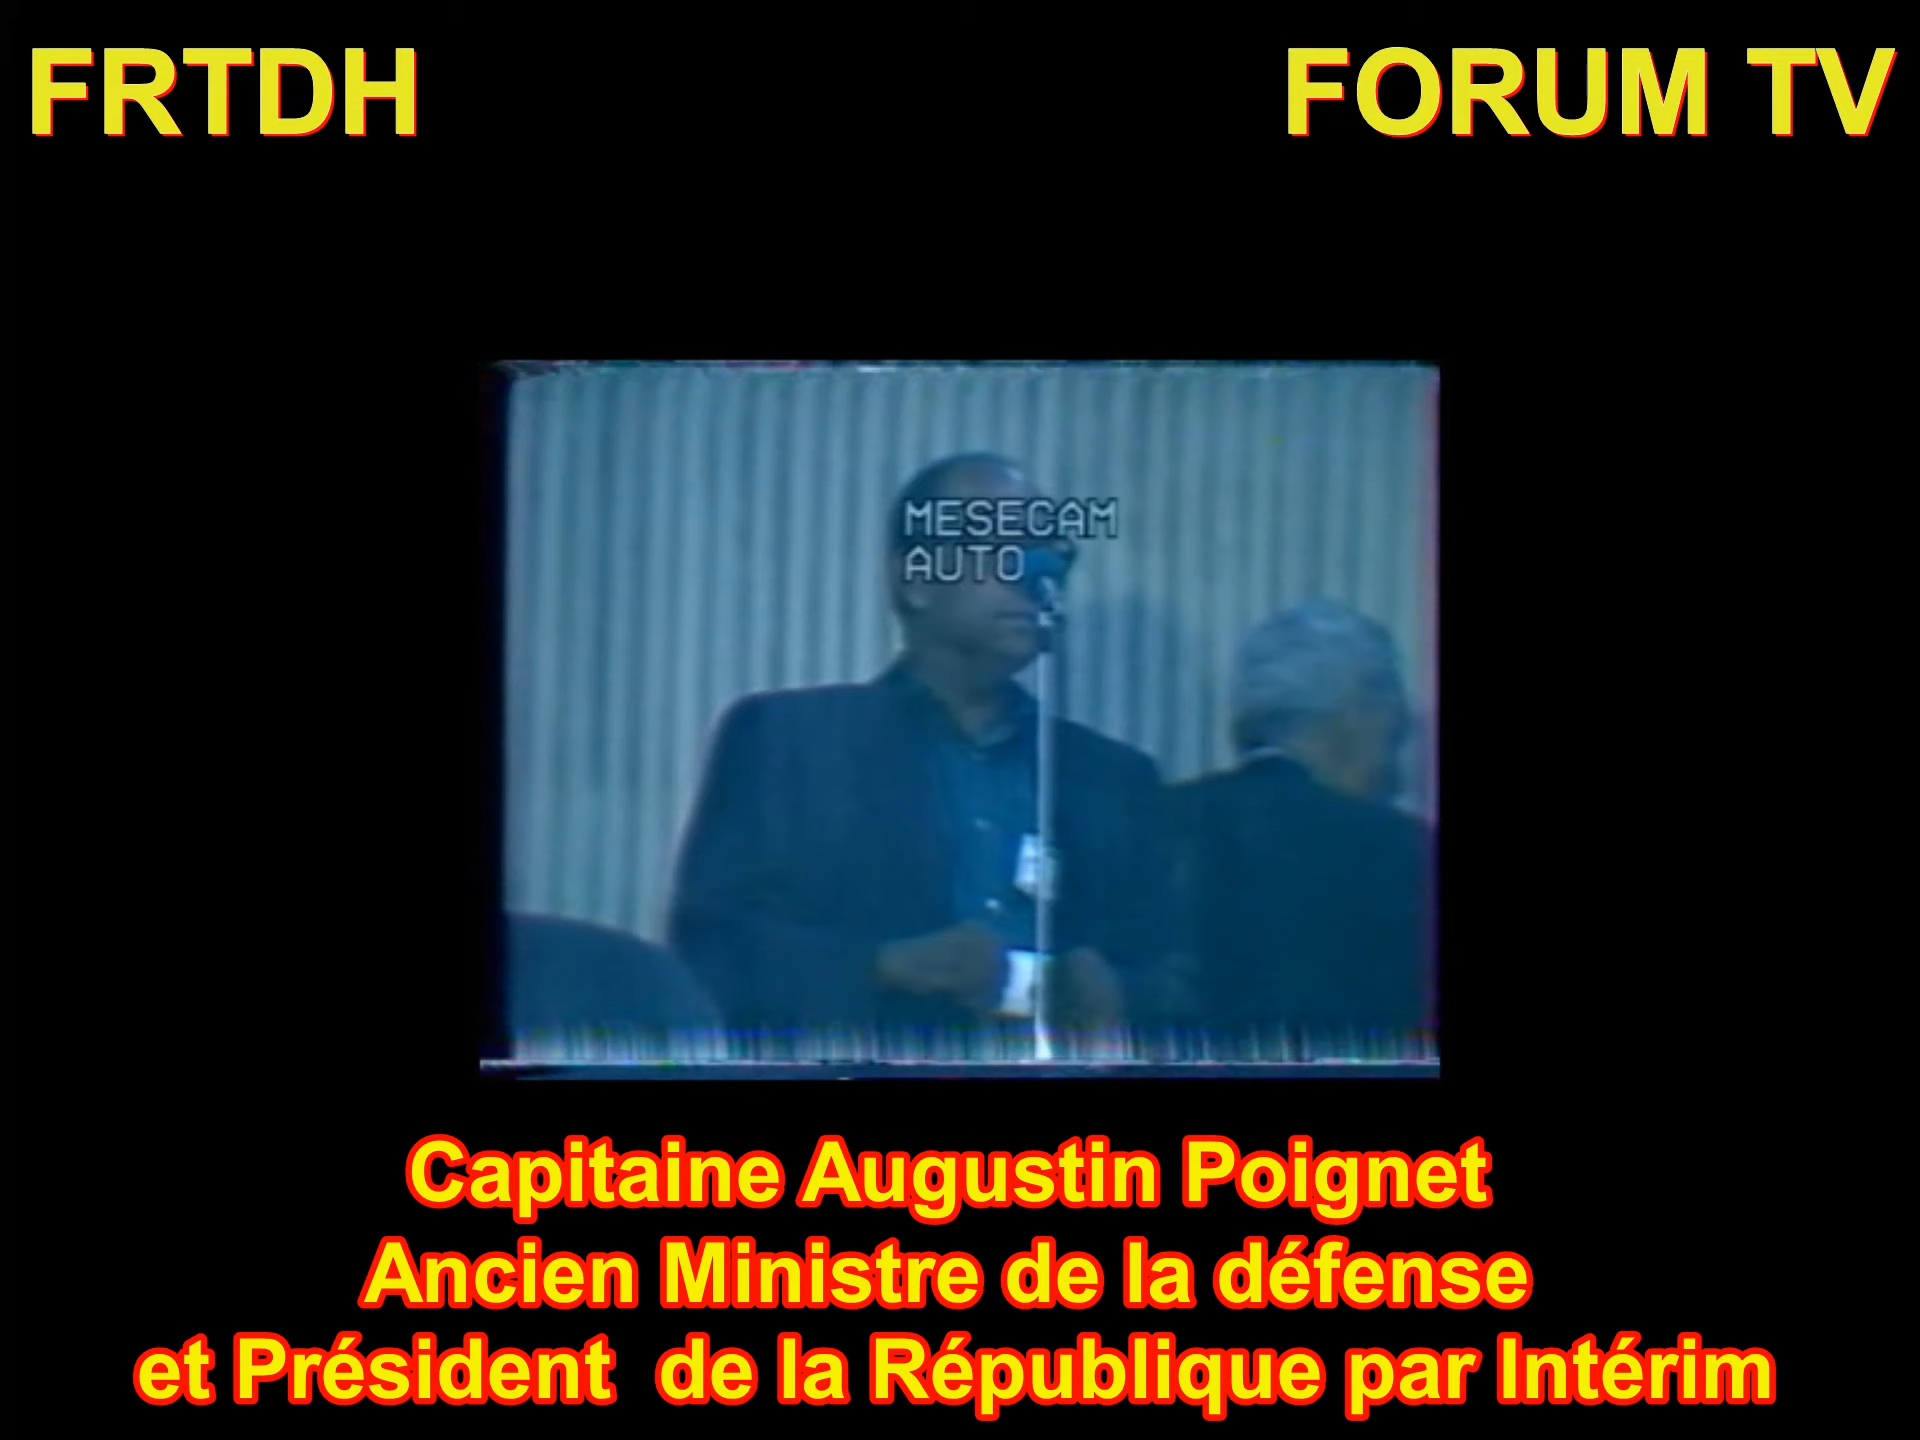 FRTDH
FORUM TV
MESECAM
AUTO
Capitaine Augustin Poignet
Ancien Ministre de la défense
et Président de la République par Intérim